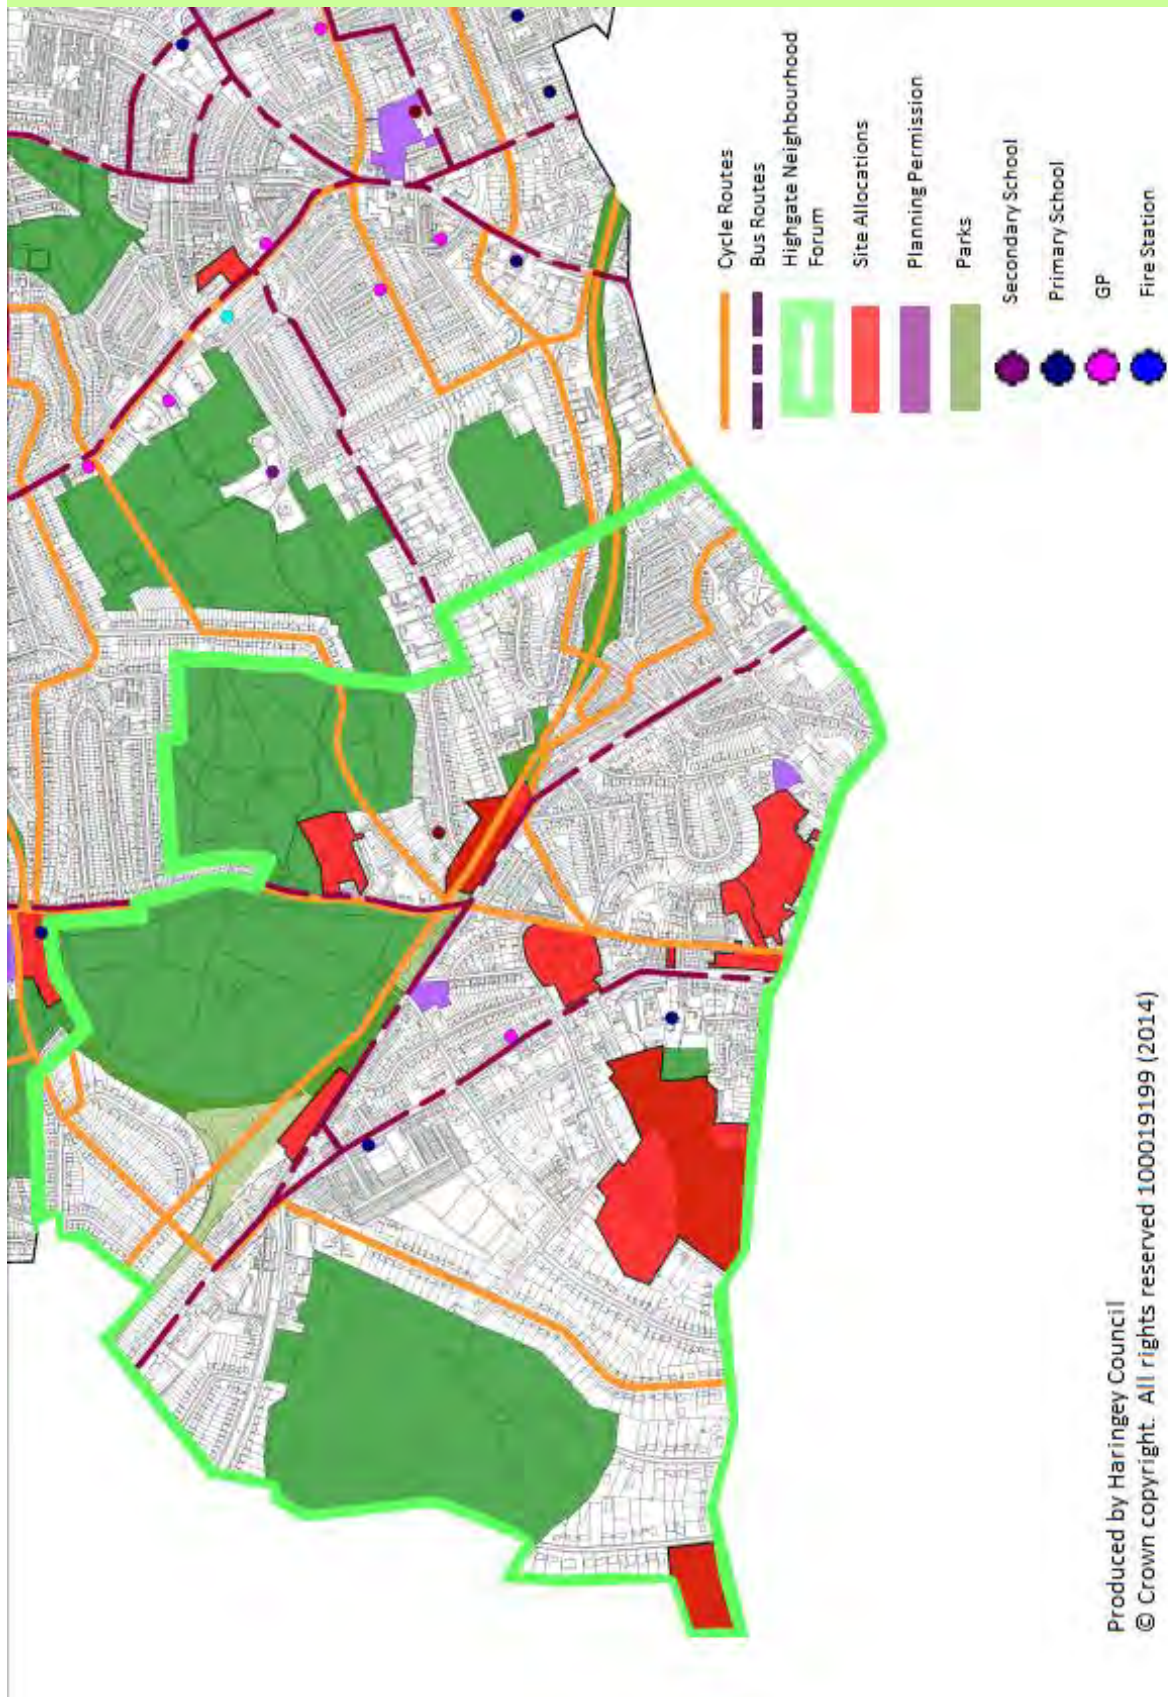 Cycle Routes
Bus Routes
Highgate Neighbourhood
Forum
Site Allocations
Planning Permission
Parks
Secondary School
Primary School
GP
Fire Station
Produced by Haringey Council
© Crown copyright. All rights reserved 100019199 (2014)